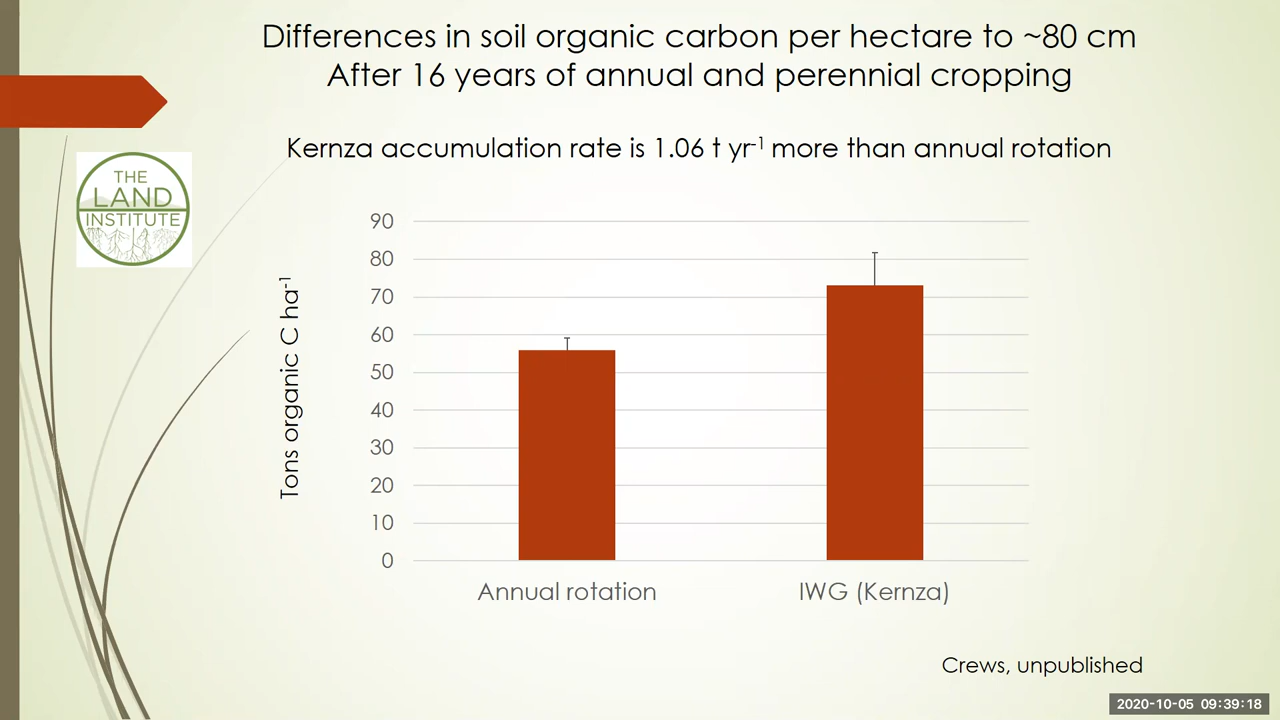 Differences in soil organic carbon per hectare to ~80 cm
After 16 years of annual and perennial cropping
Kernza accumulation rate is 1.06 t yr⁻¹ more than annual rotation
THE
LAND
INSTITUTE
Tons organic C ha⁻¹
90
80
70
60
50
40
30
20
10
0
Annual rotation
IWG (Kernza)
Crews, unpublished
2020-10-05 09:39:18